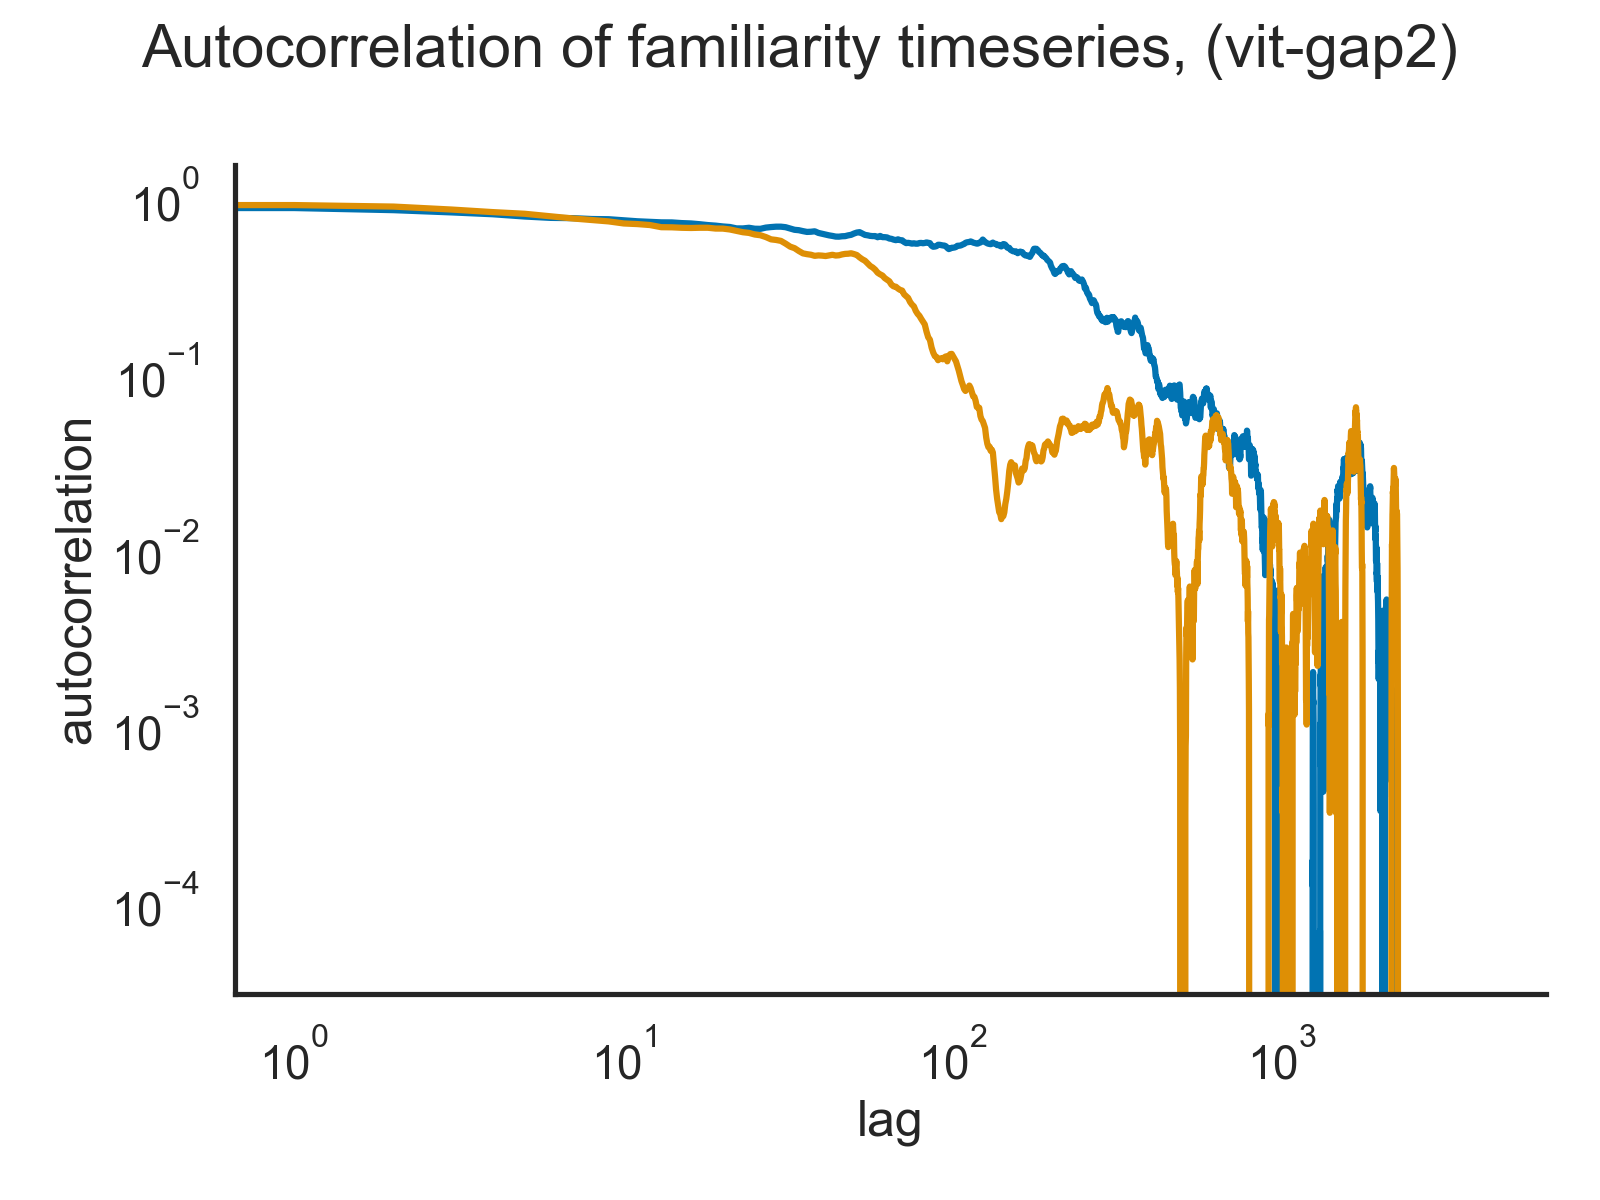 Autocorrelation of familiarity timeseries, (vit-gap2)
10^0
10^−1
10^−2
10^−3
10^−4
autocorrelation
10^0 10^1 10^2 10^3
lag